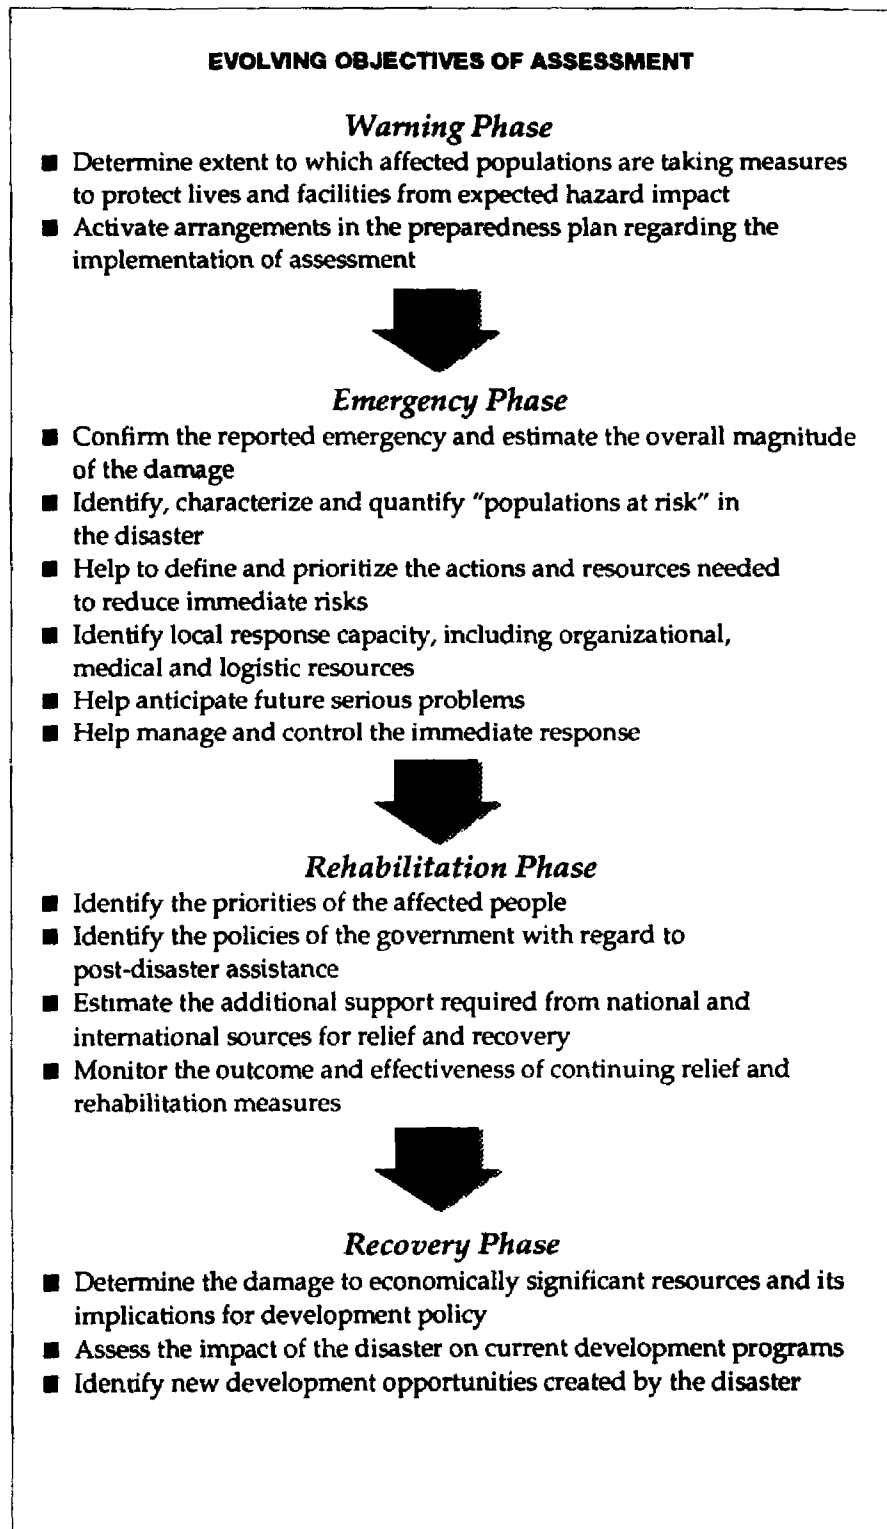 EVOLVING OBJECTIVES OF ASSESSMENT
Warning Phase
■ Determine extent to which affected populations are taking measures
to protect lives and facilities from expected hazard impact
■ Activate arrangements in the preparedness plan regarding the
implementation of assessment
Emergency Phase
■ Confirm the reported emergency and estimate the overall magnitude
of the damage
■ Identify, characterize and quantify "populations at risk" in
the disaster
■ Help to define and prioritize the actions and resources needed
to reduce immediate risks
■ Identify local response capacity, including organizational,
medical and logistic resources
■ Help anticipate future serious problems
■ Help manage and control the immediate response
Rehabilitation Phase
■ Identify the priorities of the affected people
■ Identify the policies of the government with regard to
post-disaster assistance
■ Estimate the additional support required from national and
international sources for relief and recovery
■ Monitor the outcome and effectiveness of continuing relief and
rehabilitation measures
Recovery Phase
■ Determine the damage to economically significant resources and its
implications for development policy
■ Assess the impact of the disaster on current development programs
■ Identify new development opportunities created by the disaster